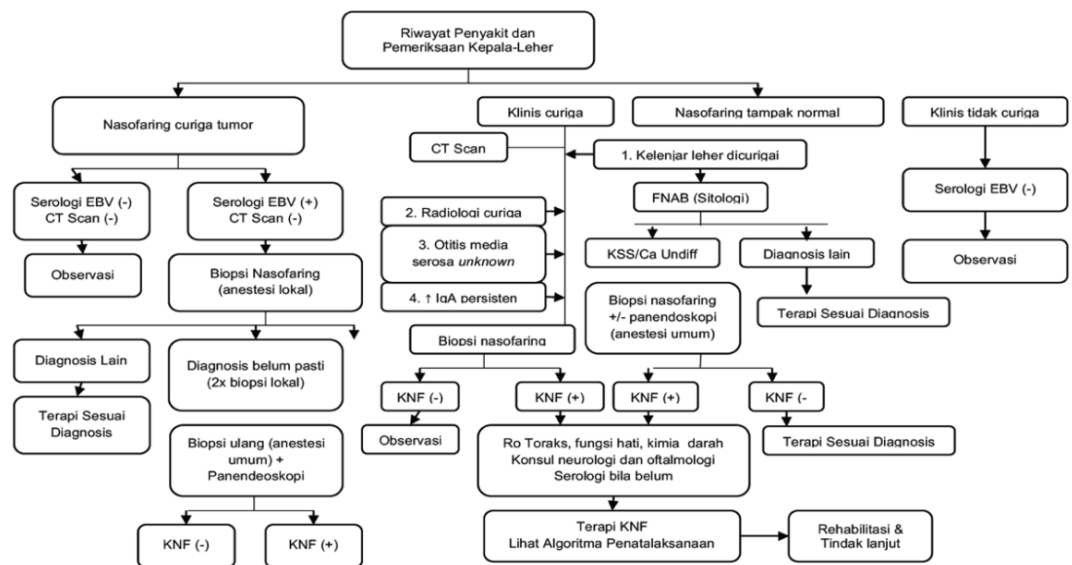 Riwayat Penyakit dan
Pemeriksaan Kepala-Leher
Nasofaring curiga tumor
Klinis curiga
Nasofaring tampak normal
Klinis tidak curiga
CT Scan
1. Kelenjar leher dicurigai
Serologi EBV (-)
CT Scan (-)
Serologi EBV (+)
CT Scan (-)
2. Radiologi curiga
FNAB (Sitologi)
Serologi EBV (-)
3. Otitis media
serosa unknown
KSS/Ca Undiff
Diagnosis lain
Observasi
Observasi
Biopsi Nasofaring
(anestesi lokal)
4. ↑ IgA persisten
Biopsi nasofaring
+/- panendoskopi
(anestesi umum)
Terapi Sesuai Diagnosis
Biopsi nasofaring
Diagnosis Lain
Diagnosis belum pasti
(2x biopsi lokal)
KNF (-)
KNF (+)
KNF (+)
KNF (-
Terapi Sesuai
Diagnosis
Observasi
Terapi Sesuai Diagnosis
Biopsi ulang (anestesi
umum) +
Panendeoskopi
Ro Toraks, fungsi hati, kimia darah
Konsul neurologi dan oftalmologi
Serologi bila belum
KNF (-)
KNF (+)
Terapi KNF
Lihat Algoritma Penatalaksanaan
Rehabilitasi &
Tindak lanjut